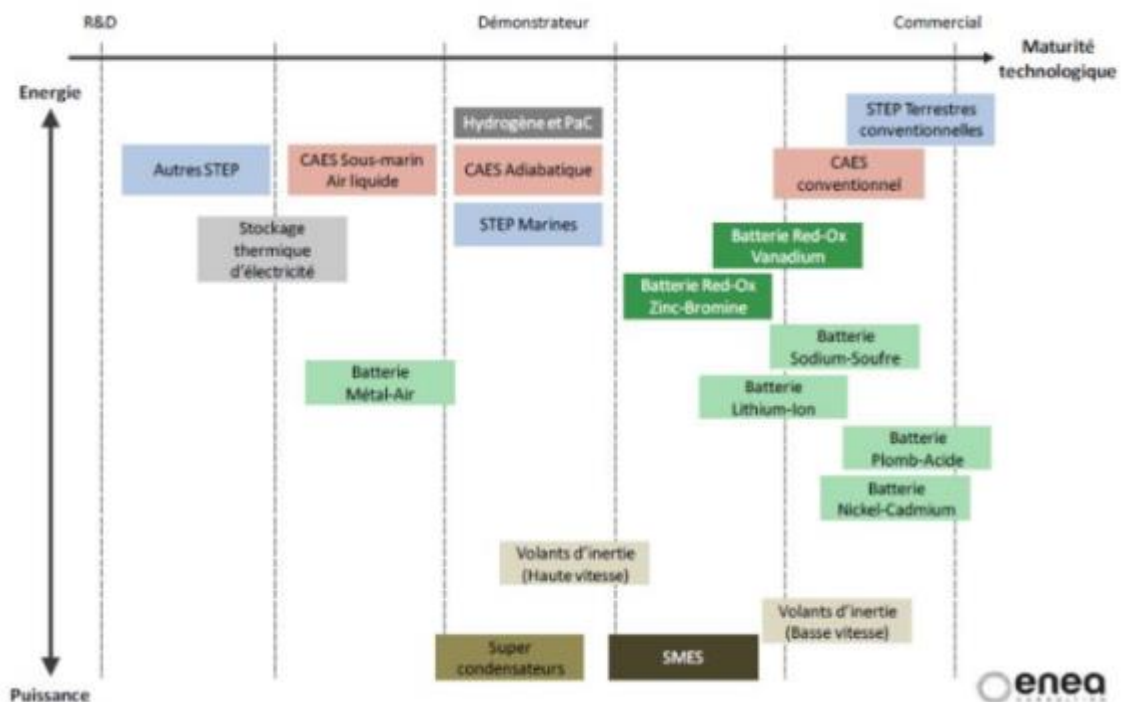 R&D
Démonstrateur
Commercial
Maturité
technologique
Energie
STEP Terrestres
conventionnelles
Hydrogène et PaC
Autres STEP
CAES Sous-marin
Air liquide
CAES Adiabatique
CAES
conventionnel
STEP Marines
Stockage
thermique
d'électricité
Batterie Red-Ox
Vanadium
Batterie Red-Ox
Zinc-Bromine
Batterie
Sodium-Soufre
Batterie
Métal-Air
Batterie
Lithium-Ion
Batterie
Plomb-Acide
Batterie
Nickel-Cadmium
Volants d'inertie
(Haute vitesse)
Volants d'inertie
(Basse vitesse)
Super
condensateurs
SMES
Puissance
enea